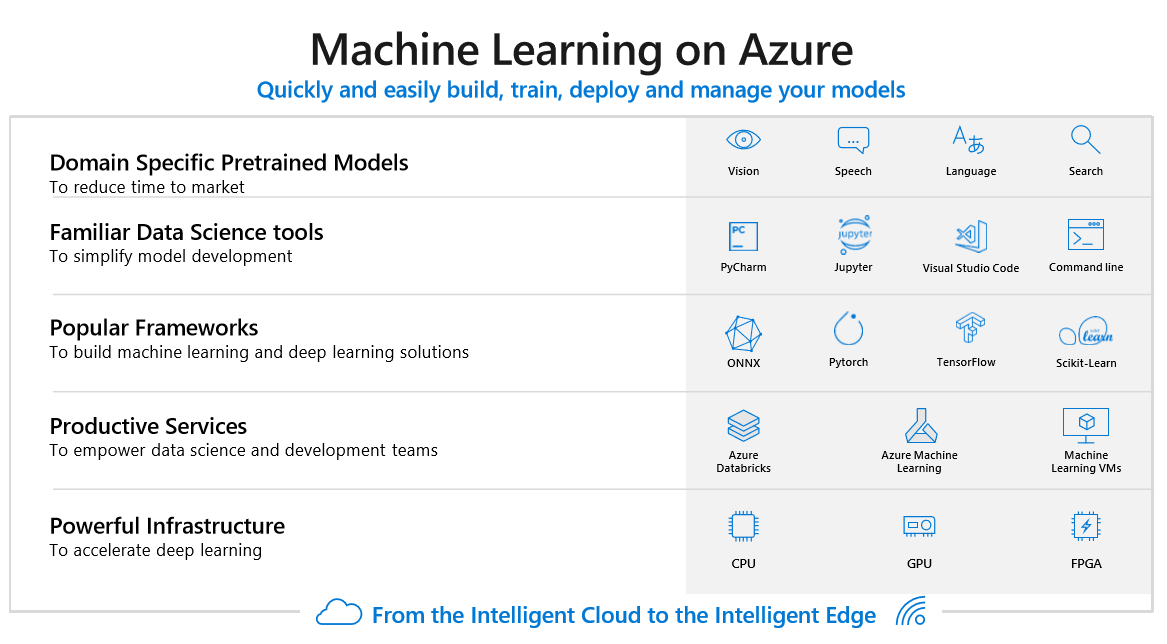 Machine Learning on Azure
Quickly and easily build, train, deploy and manage your models
Domain Specific Pretrained Models
To reduce time to market
Vision
Speech
Language
Search
Familiar Data Science tools
To simplify model development
PC
jupyter
PyCharm
Jupyter
Visual Studio Code
Command line
Popular Frameworks
To build machine learning and deep learning solutions
learn
ONNX
Pytorch
TensorFlow
Scikit-Learn
Productive Services
To empower data science and development teams
Azure
Databricks
Azure Machine
Learning
Machine
Learning VMs
Powerful Infrastructure
To accelerate deep learning
CPU
GPU
FPGA
From the Intelligent Cloud to the Intelligent Edge